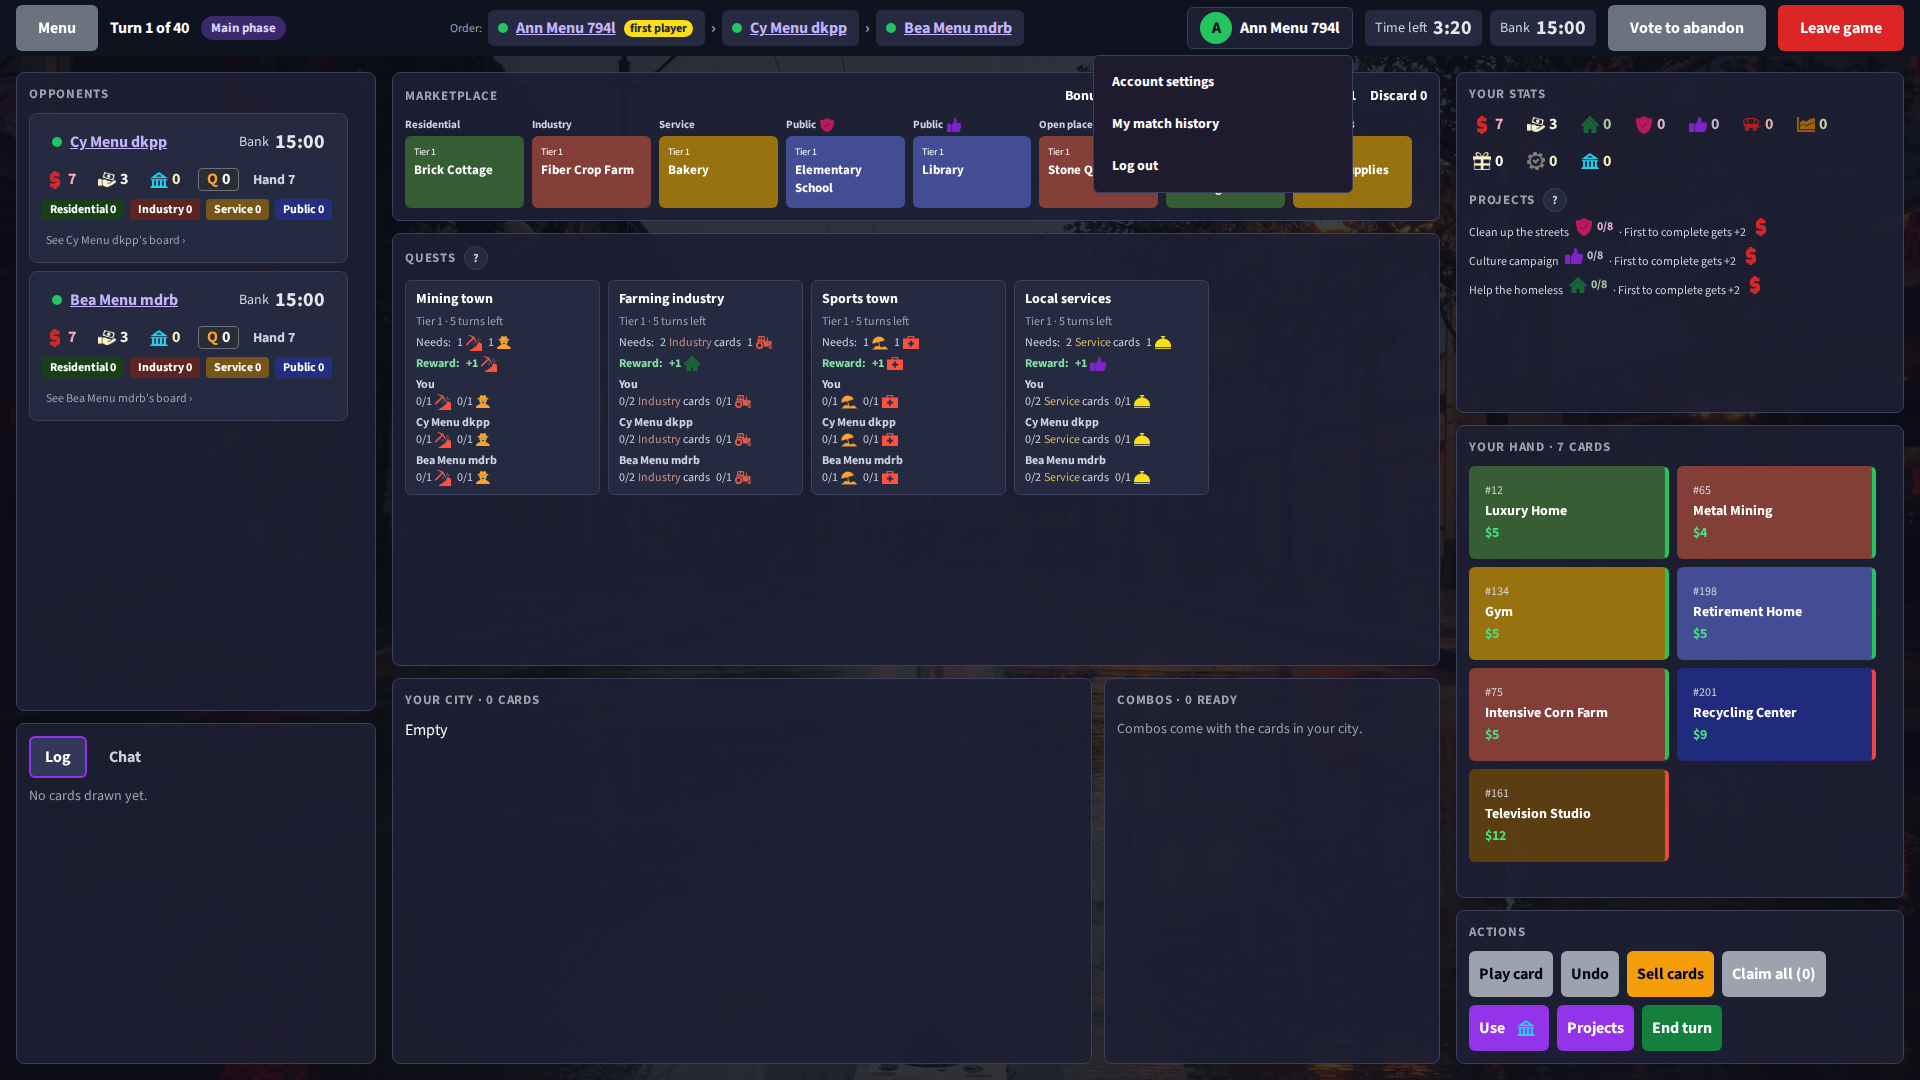 Menu
Turn 1 of 40
Main phase
Order:
Ann Menu 794l
first player
›
Cy Menu dkpp
›
Bea Menu mdrb
A
Ann Menu 794l
Time left 3:20
Bank 15:00
Vote to abandon
Leave game
Account settings
My match history
Log out
OPPONENTS
Cy Menu dkpp
Bank 15:00
7 3 0 Q 0 Hand 7
Residential 0 Industry 0 Service 0 Public 0
See Cy Menu dkpp's board ›
Bea Menu mdrb
Bank 15:00
7 3 0 Q 0 Hand 7
Residential 0 Industry 0 Service 0 Public 0
See Bea Menu mdrb's board ›
Log
Chat
No cards drawn yet.
MARKETPLACE
Discard 0
Residential
Tier 1
Brick Cottage
Industry
Tier 1
Fiber Crop Farm
Service
Tier 1
Bakery
Public
Tier 1
Elementary
School
Public
Tier 1
Library
Open place
Tier 1
Stone Q
QUESTS ?
Mining town
Tier 1 · 5 turns left
Needs: 1 1
Reward: +1
You
0/1 0/1
Cy Menu dkpp
0/1 0/1
Bea Menu mdrb
0/1 0/1
Farming industry
Tier 1 · 5 turns left
Needs: 2 Industry cards 1
Reward: +1
You
0/2 Industry cards 0/1
Cy Menu dkpp
0/2 Industry cards 0/1
Bea Menu mdrb
0/2 Industry cards 0/1
Sports town
Tier 1 · 5 turns left
Needs: 1 1
Reward: +1
You
0/1 0/1
Cy Menu dkpp
0/1 0/1
Bea Menu mdrb
0/1 0/1
Local services
Tier 1 · 5 turns left
Needs: 2 Service cards 1
Reward: +1
You
0/2 Service cards 0/1
Cy Menu dkpp
0/2 Service cards 0/1
Bea Menu mdrb
0/2 Service cards 0/1
YOUR CITY · 0 CARDS
Empty
COMBOS · 0 READY
Combos come with the cards in your city.
YOUR STATS
7 3 0 0 0 0 0
0 0 0
PROJECTS ?
Clean up the streets 0/8 · First to complete gets +2
Culture campaign 0/8 · First to complete gets +2
Help the homeless 0/8 · First to complete gets +2
YOUR HAND · 7 CARDS
#12
Luxury Home
$5
#65
Metal Mining
$4
#134
Gym
$5
#198
Retirement Home
$5
#75
Intensive Corn Farm
$5
#201
Recycling Center
$9
#161
Television Studio
$12
ACTIONS
Play card
Undo
Sell cards
Claim all (0)
Use
Projects
End turn